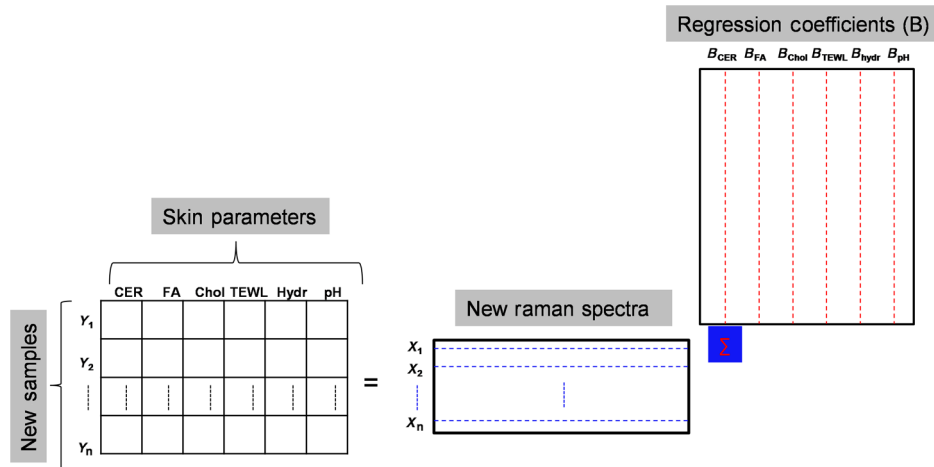 Regression coefficients (B)
BCER BFA BChol BTEWL Bhydr BpH
Skin parameters
CER FA Chol TEWL Hydr pH
New raman spectra
New samples
Y1
Y2
Yn
=
X1
X2
Xn
∑